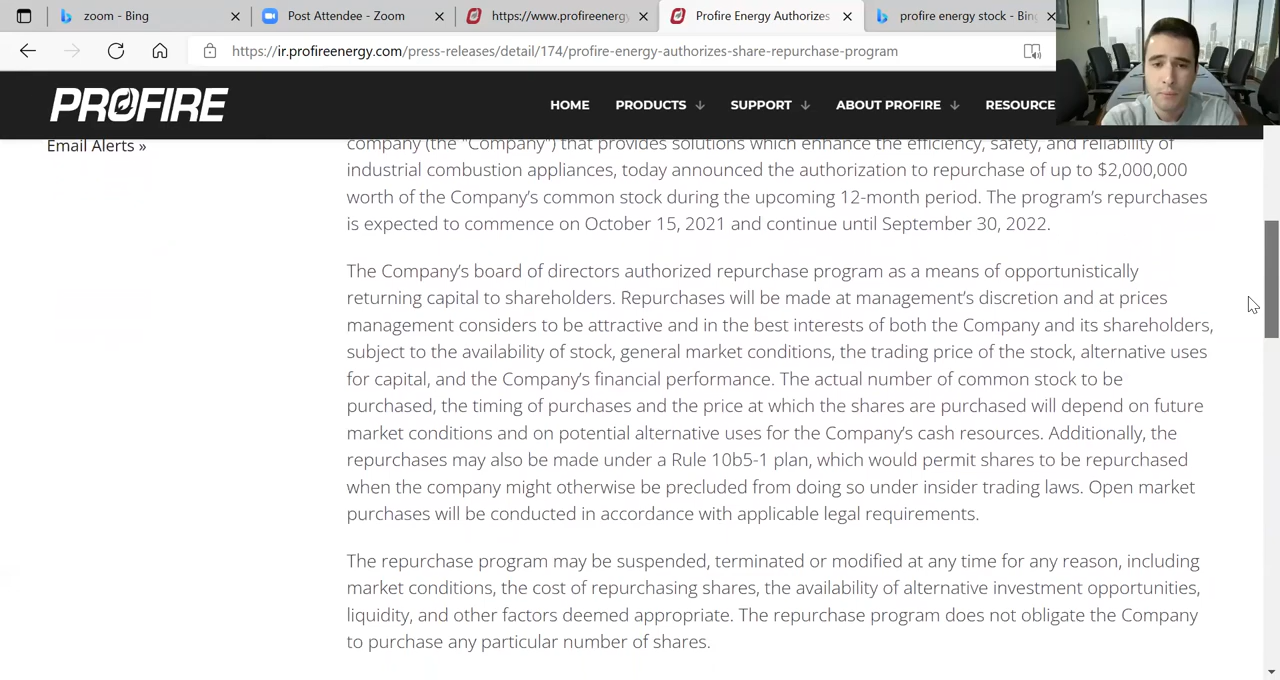 zoom - Bing
Post Attendee - Zoom
https://www.profireenergy
Profire Energy Authorizes
profire energy stock - Bin
https://ir.profireenergy.com/press-releases/detail/174/profire-energy-authorizes-share-repurchase-program
PROFIRE
HOME
PRODUCTS
SUPPORT
ABOUT PROFIRE
RESOURCE
Email Alerts »
company (the "Company") that provides solutions which enhance the efficiency, safety, and reliability of
industrial combustion appliances, today announced the authorization to repurchase of up to $2,000,000
worth of the Company's common stock during the upcoming 12-month period. The program's repurchases
is expected to commence on October 15, 2021 and continue until September 30, 2022.
The Company's board of directors authorized repurchase program as a means of opportunistically
returning capital to shareholders. Repurchases will be made at management's discretion and at prices
management considers to be attractive and in the best interests of both the Company and its shareholders,
subject to the availability of stock, general market conditions, the trading price of the stock, alternative uses
for capital, and the Company's financial performance. The actual number of common stock to be
purchased, the timing of purchases and the price at which the shares are purchased will depend on future
market conditions and on potential alternative uses for the Company's cash resources. Additionally, the
repurchases may also be made under a Rule 10b5-1 plan, which would permit shares to be repurchased
when the company might otherwise be precluded from doing so under insider trading laws. Open market
purchases will be conducted in accordance with applicable legal requirements.
The repurchase program may be suspended, terminated or modified at any time for any reason, including
market conditions, the cost of repurchasing shares, the availability of alternative investment opportunities,
liquidity, and other factors deemed appropriate. The repurchase program does not obligate the Company
to purchase any particular number of shares.